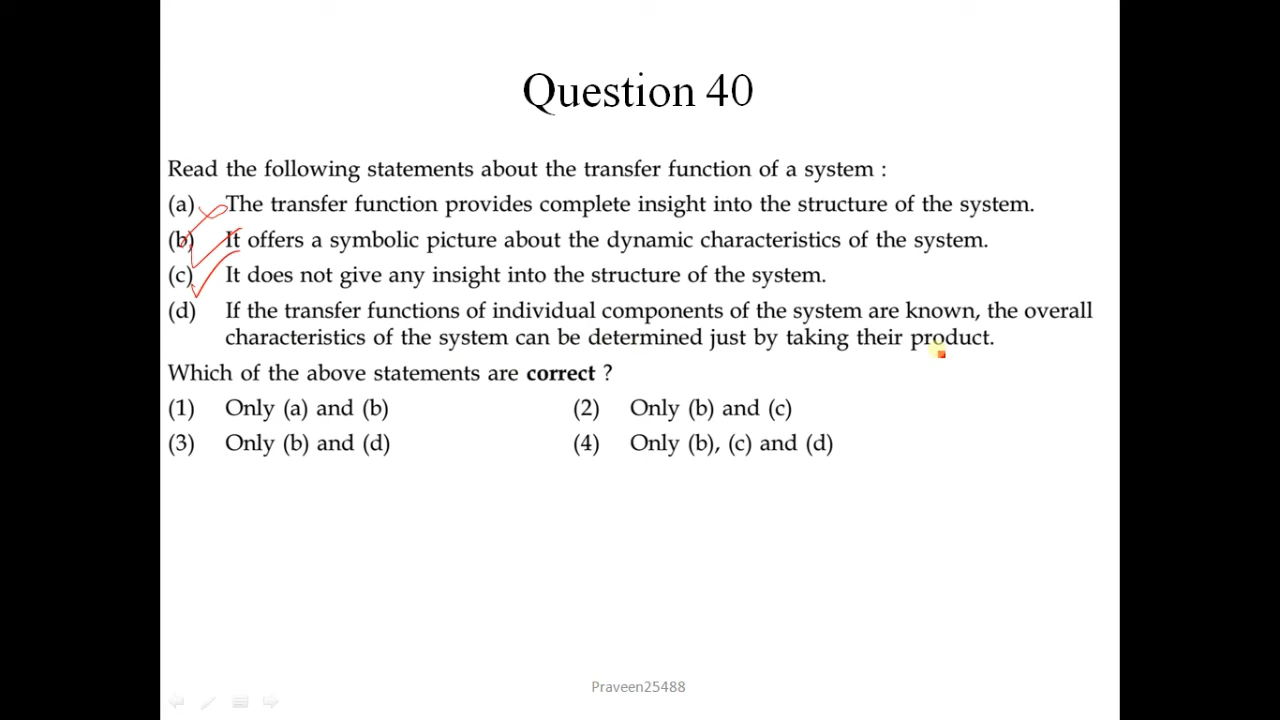 Question 40
Read the following statements about the transfer function of a system :
(a) The transfer function provides complete insight into the structure of the system.
(b) It offers a symbolic picture about the dynamic characteristics of the system.
(c) It does not give any insight into the structure of the system.
(d) If the transfer functions of individual components of the system are known, the overall
characteristics of the system can be determined just by taking their product.
Which of the above statements are correct ?
(1) Only (a) and (b) (2) Only (b) and (c)
(3) Only (b) and (d) (4) Only (b), (c) and (d)
Praveen25488